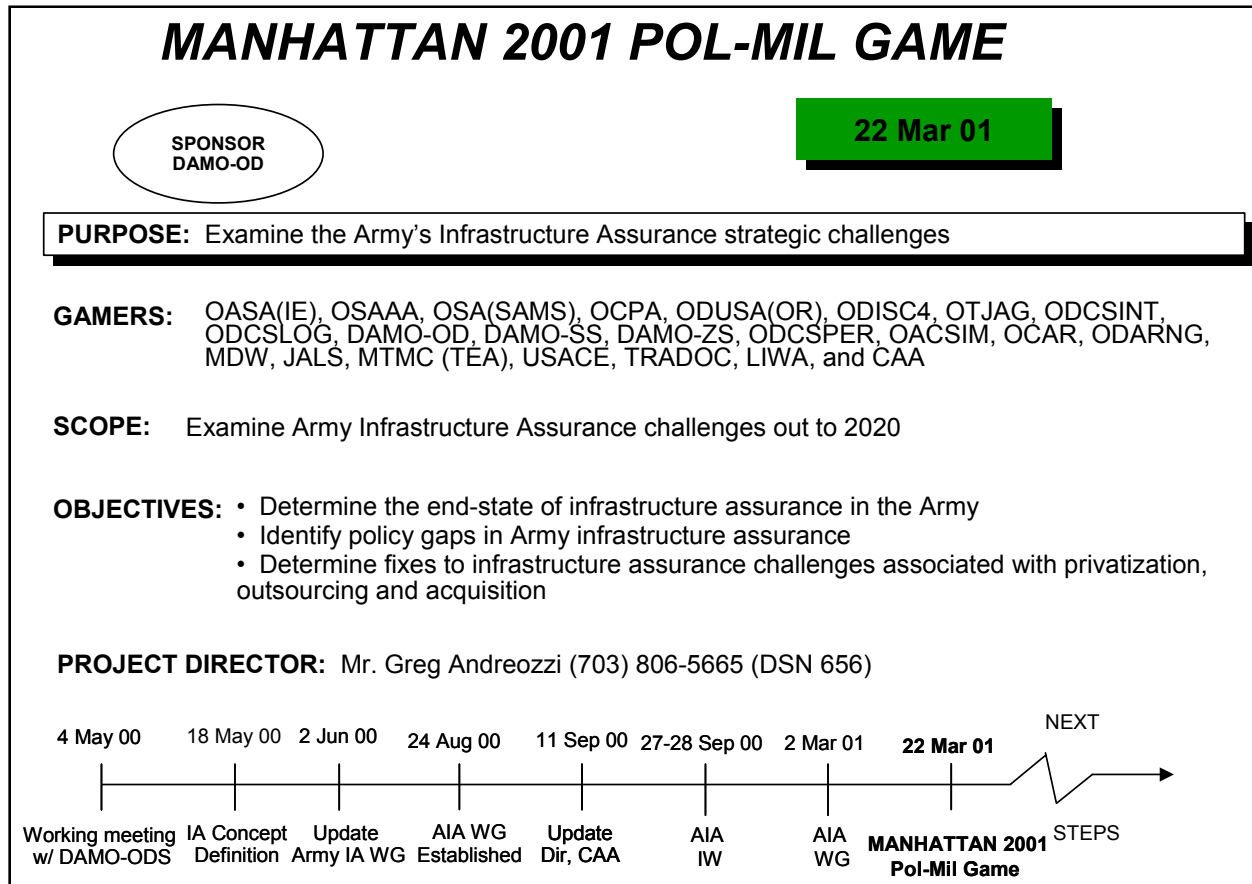 MANHATTAN 2001 POL-MIL GAME
SPONSOR
DAMO-OD
22 Mar 01
PURPOSE: Examine the Army's Infrastructure Assurance strategic challenges
GAMERS: OASA(IE), OSAAA, OSA(SAMS), OCPA, ODUSA(OR), ODISC4, OTJAG, ODCSINT,
ODCSLOG, DAMO-OD, DAMO-SS, DAMO-ZS, ODCSPER, OACSIM, OCAR, ODARNG,
MDW, JALS, MTMC (TEA), USACE, TRADOC, LIWA, and CAA
SCOPE: Examine Army Infrastructure Assurance challenges out to 2020
OBJECTIVES: • Determine the end-state of infrastructure assurance in the Army
• Identify policy gaps in Army infrastructure assurance
• Determine fixes to infrastructure assurance challenges associated with privatization,
outsourcing and acquisition
PROJECT DIRECTOR: Mr. Greg Andreozzi (703) 806-5665 (DSN 656)
4 May 00 18 May 00 2 Jun 00 24 Aug 00 11 Sep 00 27-28 Sep 00 2 Mar 01 22 Mar 01 NEXT
Working meeting IA Concept Update AIA WG Update AIA AIA MANHATTAN 2001 STEPS
w/ DAMO-ODS Definition Army IA WG Established Dir, CAA IW WG Pol-Mil Game